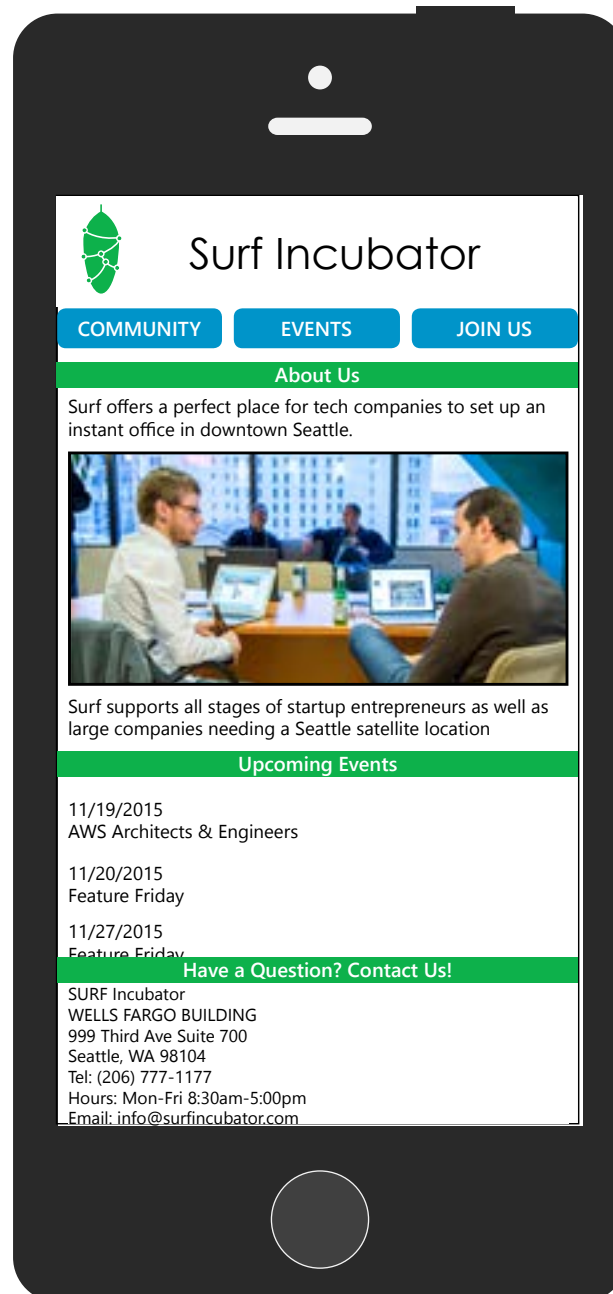 Surf Incubator
COMMUNITY EVENTS JOIN US
About Us
Surf offers a perfect place for tech companies to set up an
instant office in downtown Seattle.
Surf supports all stages of startup entrepreneurs as well as
large companies needing a Seattle satellite location
Upcoming Events
11/19/2015
AWS Architects & Engineers
11/20/2015
Feature Friday
11/27/2015
Feature Friday
Have a Question? Contact Us!
SURF Incubator
WELLS FARGO BUILDING
999 Third Ave Suite 700
Seattle, WA 98104
Tel: (206) 777-1177
Hours: Mon-Fri 8:30am-5:00pm
Email: info@surfincubator.com